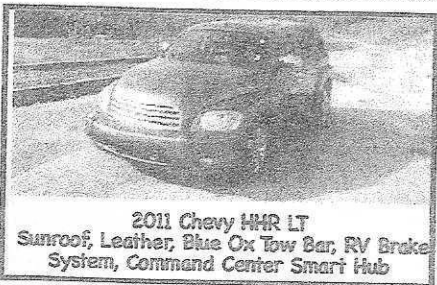 2011 Chevy HHR LT
Sunroof, Leather, Blue Ox Tow Bar, RV Brake
System, Command Center Smart Hub